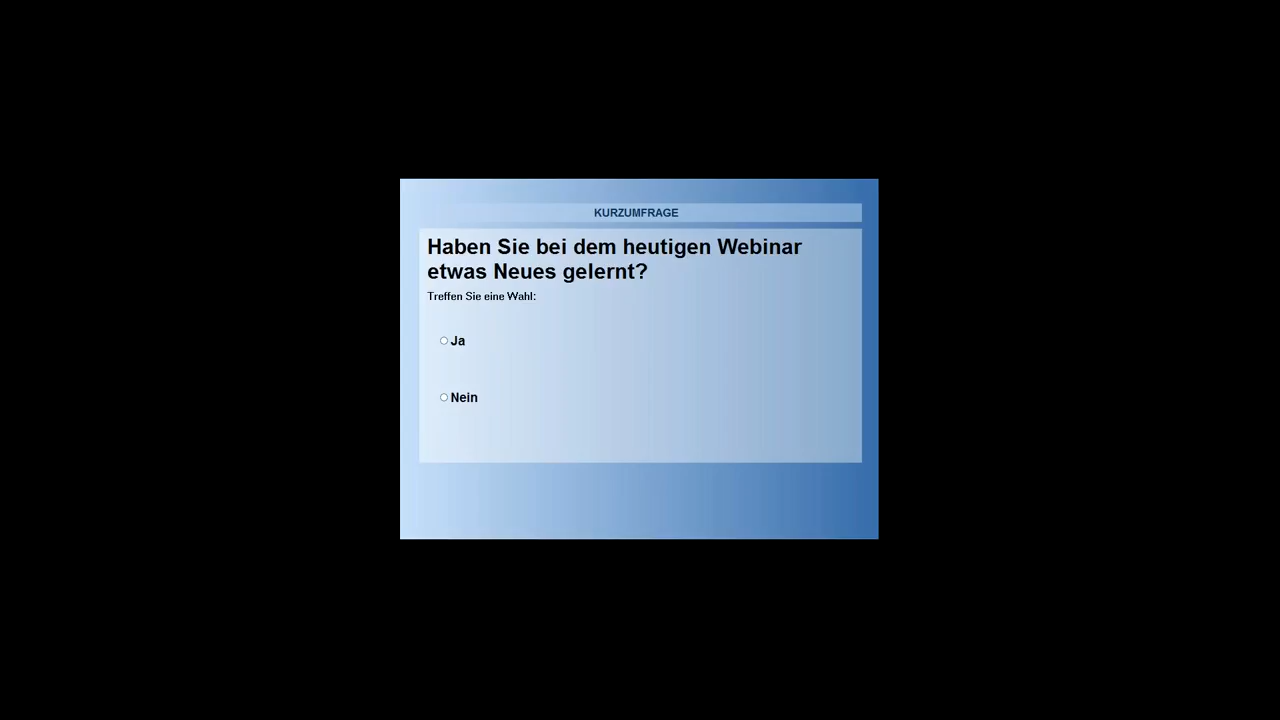 KURZUMFRAGE
Haben Sie bei dem heutigen Webinar
etwas Neues gelernt?
Treffen Sie eine Wahl:
Ja
Nein